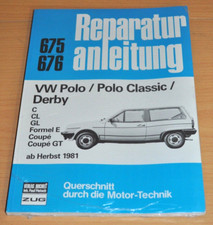 Reparatur
anleitung
675
676
VW Polo / Polo Classic /
Derby
C
CL
GL
Formel E
Coupé
Coupé GT
ab Herbst 1981
ZUG
Querschnitt
durch die Motor-Technik